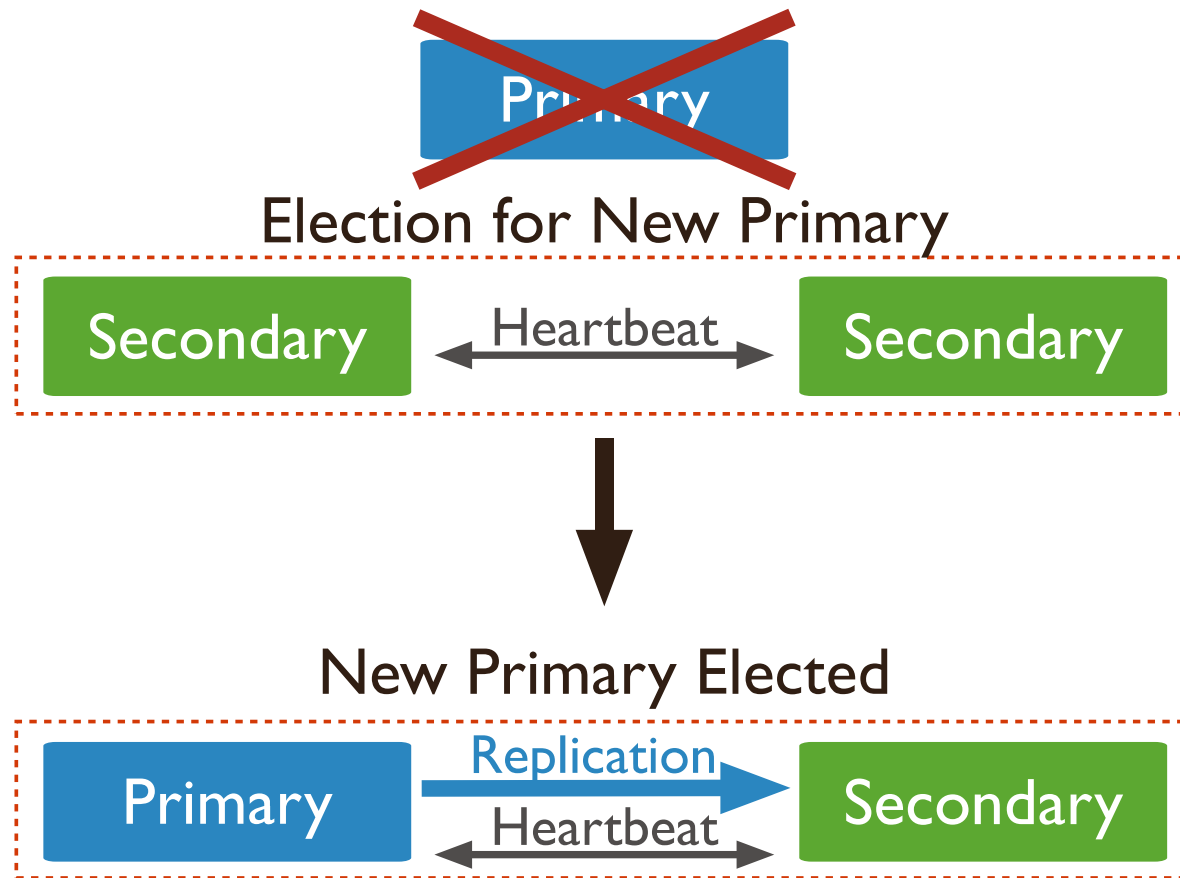 Primary
Election for New Primary
Secondary
Heartbeat
Secondary
New Primary Elected
Primary
Replication
Heartbeat
Secondary